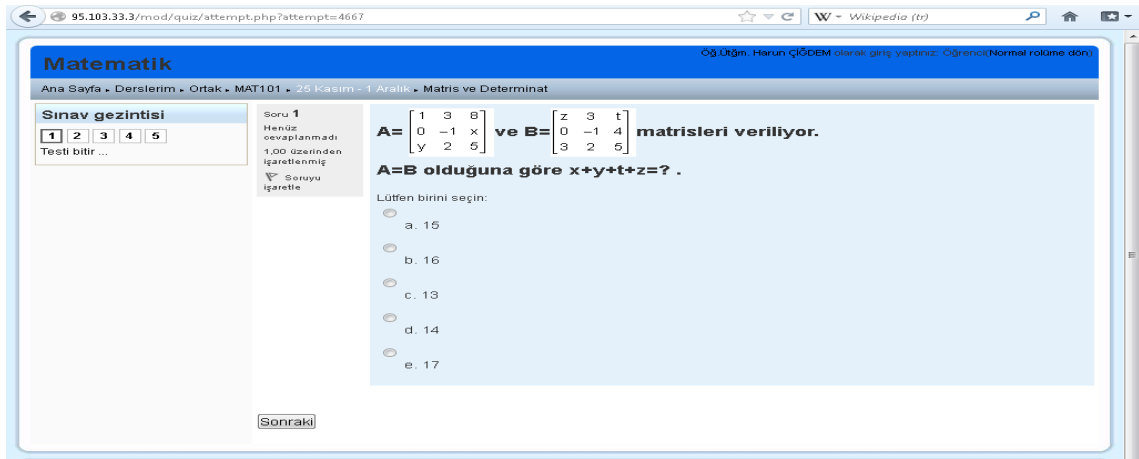 95.103.33.3/mod/quiz/attempt.php?attempt=4667
W - Wikipedia (tr)
Öğ.Ütğm. Harun ÇİĞDEM olarak giriş yaptınız: Öğrenci(Normal rolüme dön)
Matematik
Ana Sayfa ▸ Derslerim ▸ Ortak ▸ MAT101 ▸ 25 Kasım - 1 Aralık ▸ Matris ve Determinat
Sınav gezintisi
1 2 3 4 5
Testi bitir ...
Soru 1
Henüz
cevaplanmadı
1,00 üzerinden
işaretlenmiş
Soruyu
işaretle
A= [1 3 8; 0 -1 x; y 2 5] ve B= [z 3 t; 0 -1 4; 3 2 5] matrisleri veriliyor.
A=B olduğuna göre x+y+t+z=? .
Lütfen birini seçin:
a. 15
b. 16
c. 13
d. 14
e. 17
Sonraki